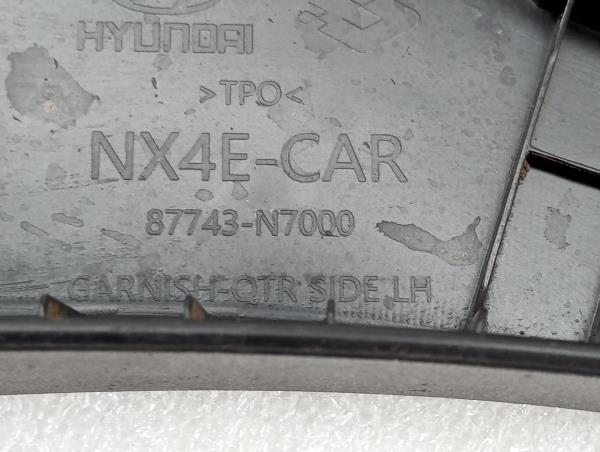 HYUNDAI
>TPO<
NX4E-CAR
87743-N7000
GARNISH-QTR SIDE LH